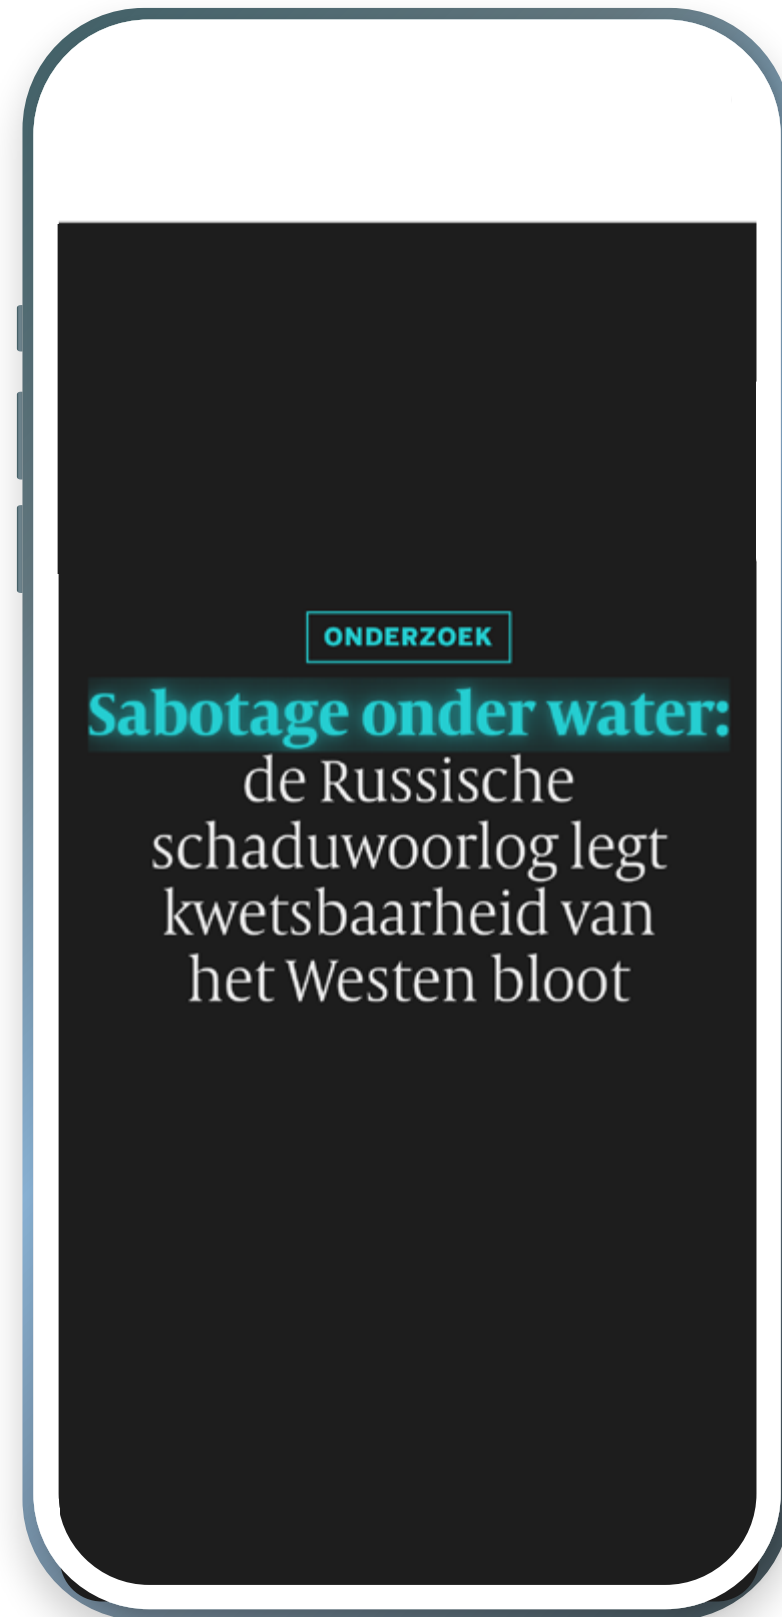 ONDERZOEK
Sabotage onder water:
de Russische
schaduwoorlog legt
kwetsbaarheid van
het Westen bloot